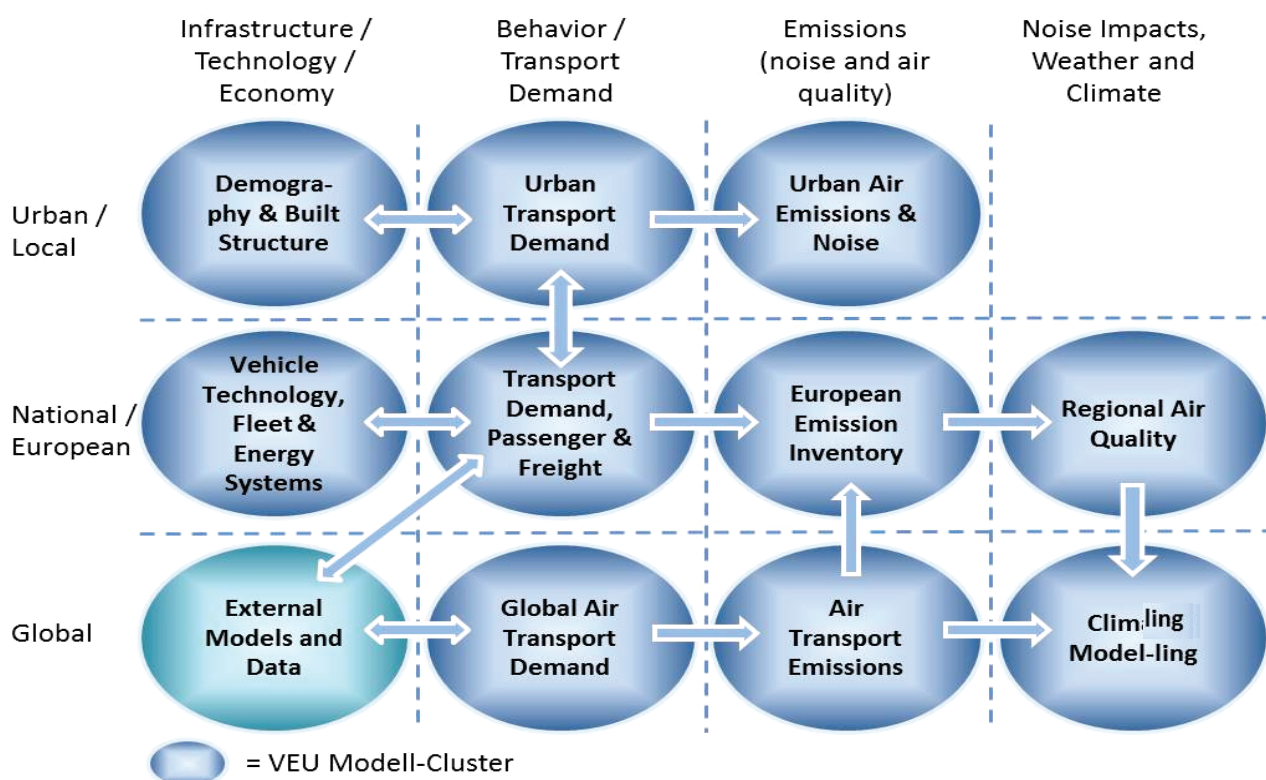 Infrastructure /
Technology /
Economy
Behavior /
Transport
Demand
Emissions
(noise and air
quality)
Noise Impacts,
Weather and
Climate
Urban /
Local
Demogra-
phy & Built
Structure
Urban
Transport
Demand
Urban Air
Emissions &
Noise
National /
European
Vehicle
Technology,
Fleet &
Energy
Systems
Transport
Demand,
Passenger &
Freight
European
Emission
Inventory
Regional Air
Quality
Global
External
Models and
Data
Global Air
Transport
Demand
Air
Transport
Emissions
Climaling
Model-ling
= VEU Modell-Cluster